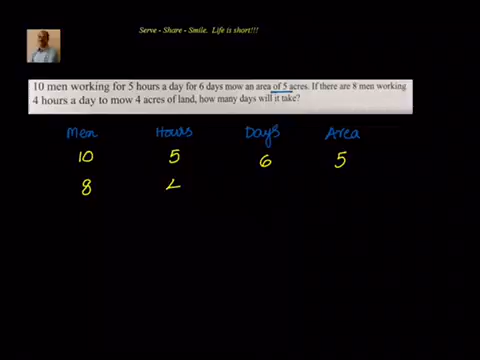 Serve - Share - Smile. Life is short!!!
10 men working for 5 hours a day for 6 days mow an area of 5 acres. If there are 8 men working
4 hours a day to mow 4 acres of land, how many days will it take?
Men Hours Days Area
10 5 6 5
8